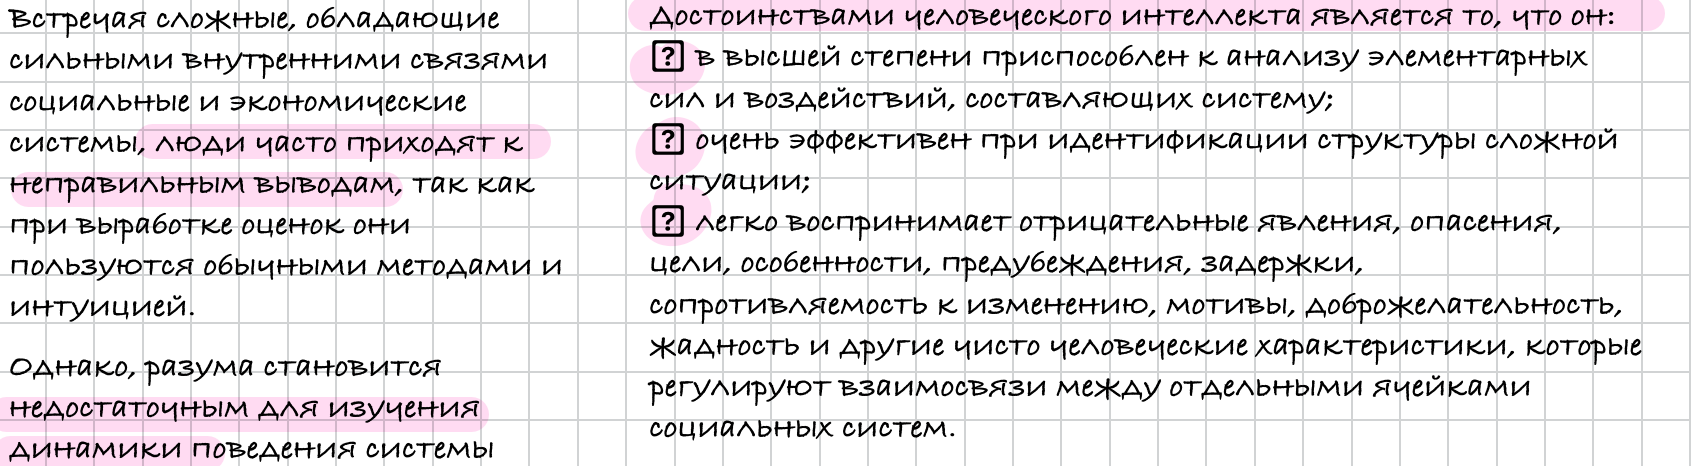 Встречая сложные, обладающие
сильными внутренними связями
социальные и экономические
системы, люди часто приходят к
неправильным выводам, так как
при выработке оценок они
пользуются обычными методами и
интуицией.
Однако, разума становится
недостаточным для изучения
динамики поведения системы
Достоинствами человеческого интеллекта является то, что он:
[?] в высшей степени приспособлен к анализу элементарных
сил и воздействий, составляющих систему;
[?] очень эффективен при идентификации структуры сложной
ситуации;
[?] легко воспринимает отрицательные явления, опасения,
цели, особенности, предубеждения, задержки,
сопротивляемость к изменению, мотивы, доброжелательность,
жадность и другие чисто человеческие характеристики, которые
регулируют взаимосвязи между отдельными ячейками
социальных систем.